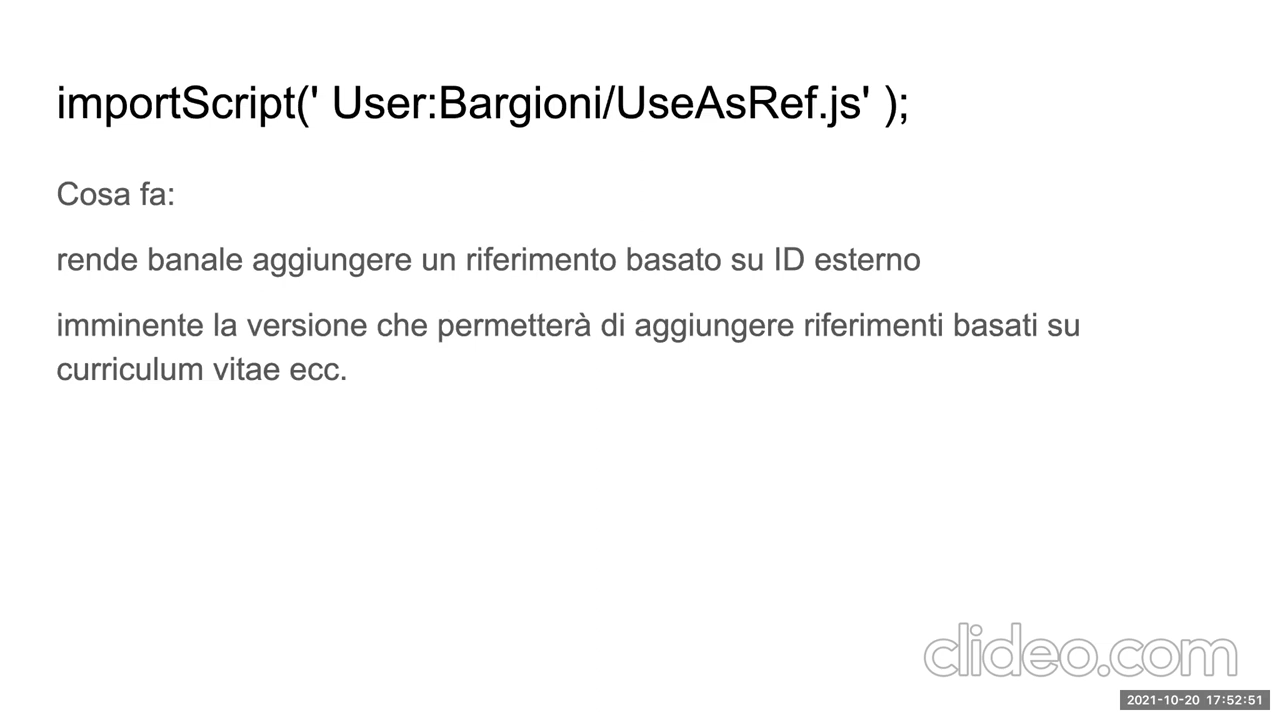 importScript(' User:Bargioni/UseAsRef.js' );
Cosa fa:
rende banale aggiungere un riferimento basato su ID esterno
imminente la versione che permetterà di aggiungere riferimenti basati su
curriculum vitae ecc.
clideo.com
2021-10-20 17:52:51